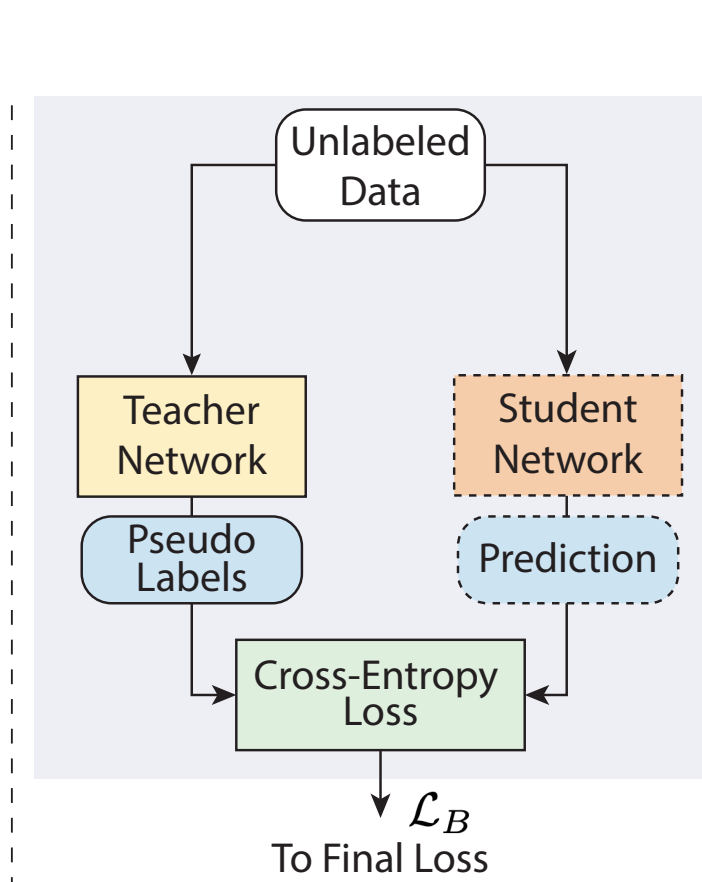 Unlabeled
Data
Teacher
Network
Student
Network
Pseudo
Labels
Prediction
Cross-Entropy
Loss
ℒ_B
To Final Loss